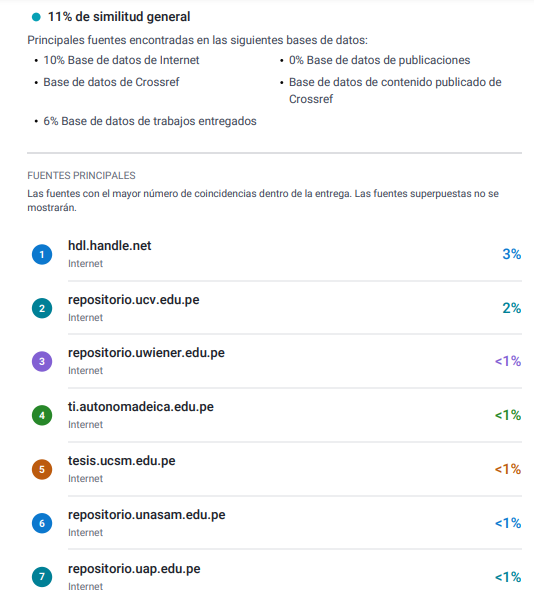 11% de similitud general
Principales fuentes encontradas en las siguientes bases de datos:
• 10% Base de datos de Internet
• 0% Base de datos de publicaciones
• Base de datos de Crossref
• Base de datos de contenido publicado de
Crossref
• 6% Base de datos de trabajos entregados
FUENTES PRINCIPALES
Las fuentes con el mayor número de coincidencias dentro de la entrega. Las fuentes superpuestas no se
mostrarán.
1 hdl.handle.net 3%
Internet
2 repositorio.ucv.edu.pe 2%
Internet
3 repositorio.uwiener.edu.pe <1%
Internet
4 ti.autonomadeica.edu.pe <1%
Internet
5 tesis.ucsm.edu.pe <1%
Internet
6 repositorio.unasam.edu.pe <1%
Internet
7 repositorio.uap.edu.pe <1%
Internet